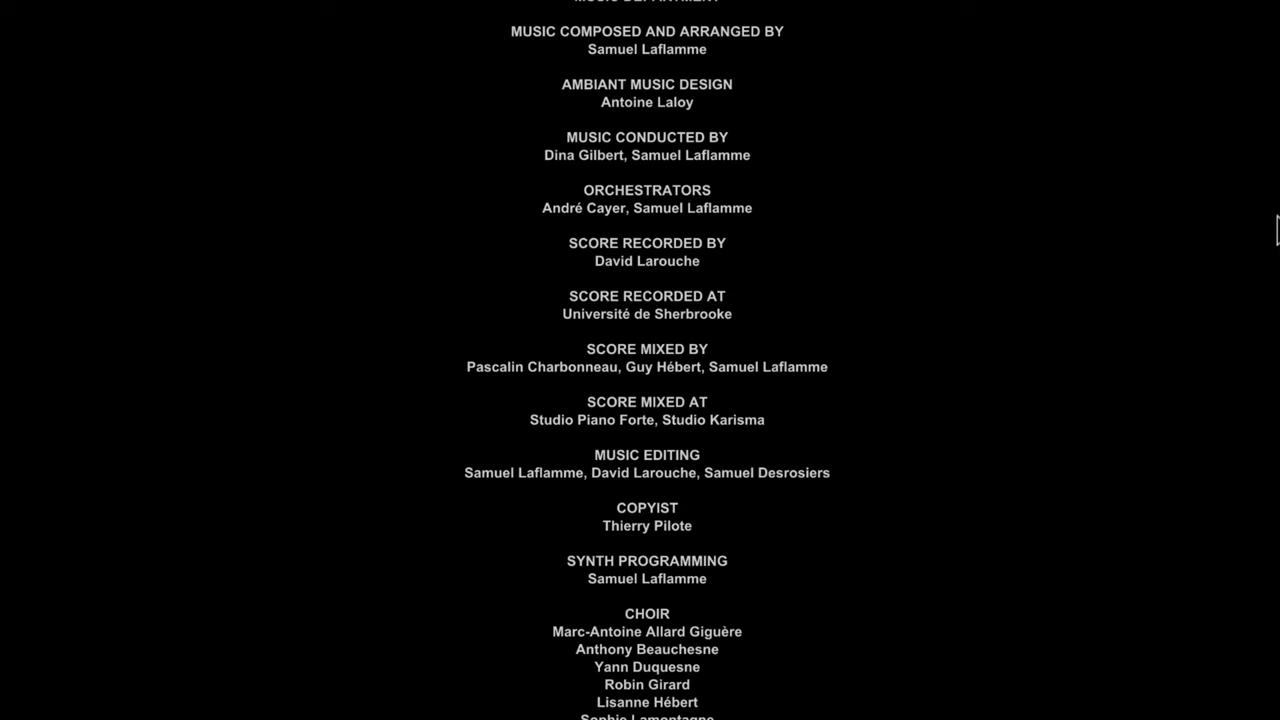 MUSIC DEPARTMENT
MUSIC COMPOSED AND ARRANGED BY
Samuel Laflamme
AMBIANT MUSIC DESIGN
Antoine Laloy
MUSIC CONDUCTED BY
Dina Gilbert, Samuel Laflamme
ORCHESTRATORS
André Cayer, Samuel Laflamme
SCORE RECORDED BY
David Larouche
SCORE RECORDED AT
Université de Sherbrooke
SCORE MIXED BY
Pascalin Charbonneau, Guy Hébert, Samuel Laflamme
SCORE MIXED AT
Studio Piano Forte, Studio Karisma
MUSIC EDITING
Samuel Laflamme, David Larouche, Samuel Desrosiers
COPYIST
Thierry Pilote
SYNTH PROGRAMMING
Samuel Laflamme
CHOIR
Marc-Antoine Allard Giguère
Anthony Beauchesne
Yann Duquesne
Robin Girard
Lisanne Hébert
Sophie Lamontagne